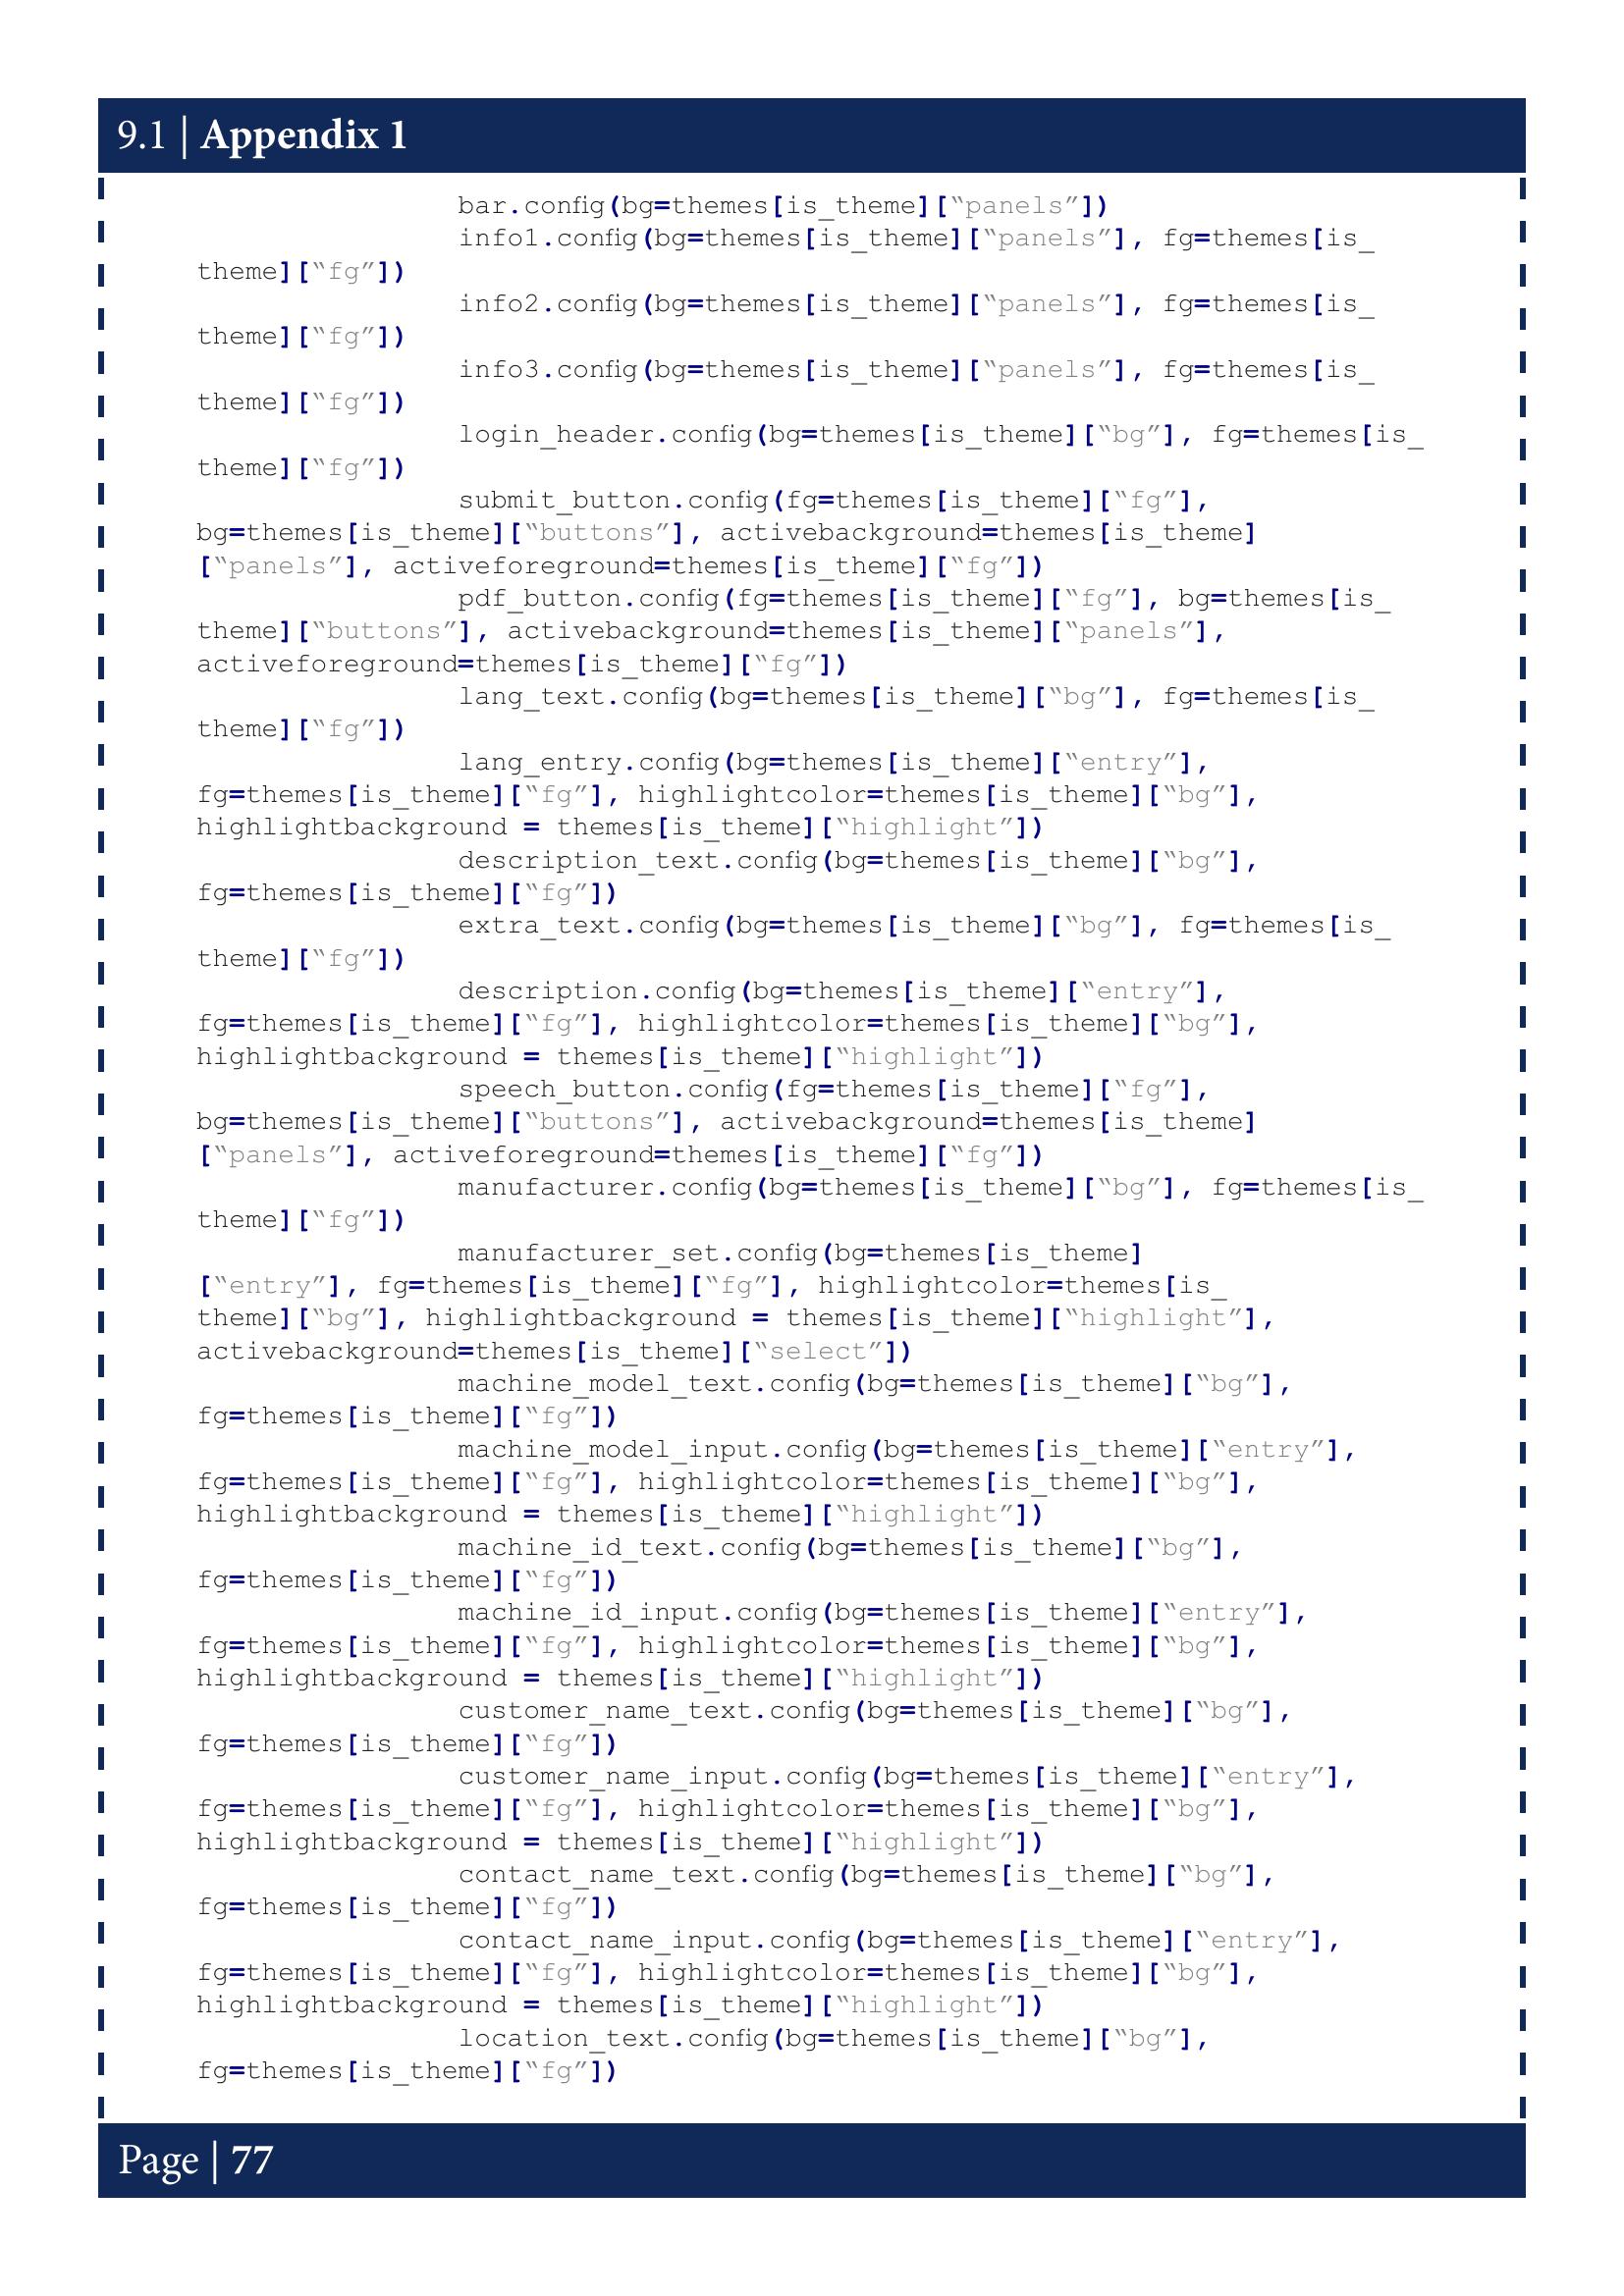 9.1 | Appendix 1
bar.config(bg=themes[is_theme][“panels”])
info1.config(bg=themes[is_theme][“panels”], fg=themes[is_
theme][“fg”])
info2.config(bg=themes[is_theme][“panels”], fg=themes[is_
theme][“fg”])
info3.config(bg=themes[is_theme][“panels”], fg=themes[is_
theme][“fg”])
login_header.config(bg=themes[is_theme][“bg”], fg=themes[is_
theme][“fg”])
submit_button.config(fg=themes[is_theme][“fg”],
bg=themes[is_theme][“buttons”], activebackground=themes[is_theme]
[“panels”], activeforeground=themes[is_theme][“fg”])
pdf_button.config(fg=themes[is_theme][“fg”], bg=themes[is_
theme][“buttons”], activebackground=themes[is_theme][“panels”],
activeforeground=themes[is_theme][“fg”])
lang_text.config(bg=themes[is_theme][“bg”], fg=themes[is_
theme][“fg”])
lang_entry.config(bg=themes[is_theme][“entry”],
fg=themes[is_theme][“fg”], highlightcolor=themes[is_theme][“bg”],
highlightbackground = themes[is_theme][“highlight”])
description_text.config(bg=themes[is_theme][“bg”],
fg=themes[is_theme][“fg”])
extra_text.config(bg=themes[is_theme][“bg”], fg=themes[is_
theme][“fg”])
description.config(bg=themes[is_theme][“entry”],
fg=themes[is_theme][“fg”], highlightcolor=themes[is_theme][“bg”],
highlightbackground = themes[is_theme][“highlight”])
speech_button.config(fg=themes[is_theme][“fg”],
bg=themes[is_theme][“buttons”], activebackground=themes[is_theme]
[“panels”], activeforeground=themes[is_theme][“fg”])
manufacturer.config(bg=themes[is_theme][“bg”], fg=themes[is_
theme][“fg”])
manufacturer_set.config(bg=themes[is_theme]
[“entry”], fg=themes[is_theme][“fg”], highlightcolor=themes[is_
theme][“bg”], highlightbackground = themes[is_theme][“highlight”],
activebackground=themes[is_theme][“select”])
machine_model_text.config(bg=themes[is_theme][“bg”],
fg=themes[is_theme][“fg”])
machine_model_input.config(bg=themes[is_theme][“entry”],
fg=themes[is_theme][“fg”], highlightcolor=themes[is_theme][“bg”],
highlightbackground = themes[is_theme][“highlight”])
machine_id_text.config(bg=themes[is_theme][“bg”],
fg=themes[is_theme][“fg”])
machine_id_input.config(bg=themes[is_theme][“entry”],
fg=themes[is_theme][“fg”], highlightcolor=themes[is_theme][“bg”],
highlightbackground = themes[is_theme][“highlight”])
customer_name_text.config(bg=themes[is_theme][“bg”],
fg=themes[is_theme][“fg”])
customer_name_input.config(bg=themes[is_theme][“entry”],
fg=themes[is_theme][“fg”], highlightcolor=themes[is_theme][“bg”],
highlightbackground = themes[is_theme][“highlight”])
contact_name_text.config(bg=themes[is_theme][“bg”],
fg=themes[is_theme][“fg”])
contact_name_input.config(bg=themes[is_theme][“entry”],
fg=themes[is_theme][“fg”], highlightcolor=themes[is_theme][“bg”],
highlightbackground = themes[is_theme][“highlight”])
location_text.config(bg=themes[is_theme][“bg”],
fg=themes[is_theme][“fg”])
Page | 77